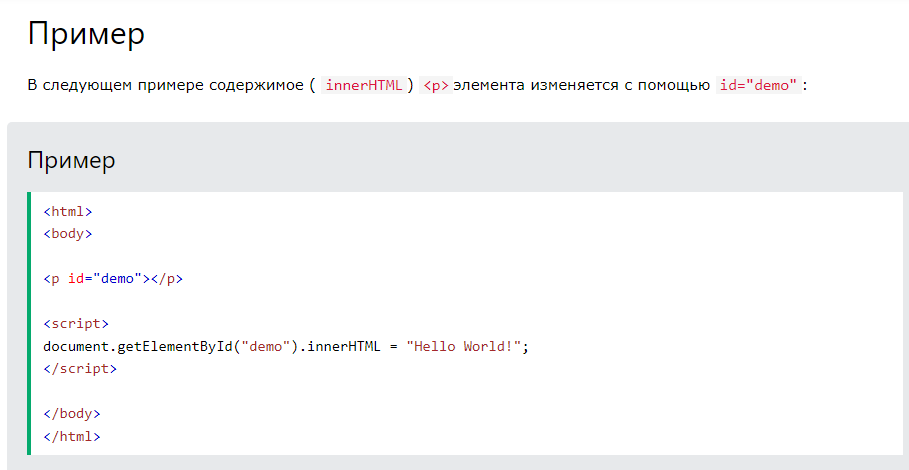 Пример
В следующем примере содержимое ( innerHTML ) <p> элемента изменяется с помощью id="demo" :
Пример
<html>
<body>
<p id="demo"></p>
<script>
document.getElementById("demo").innerHTML = "Hello World!";
</script>
</body>
</html>